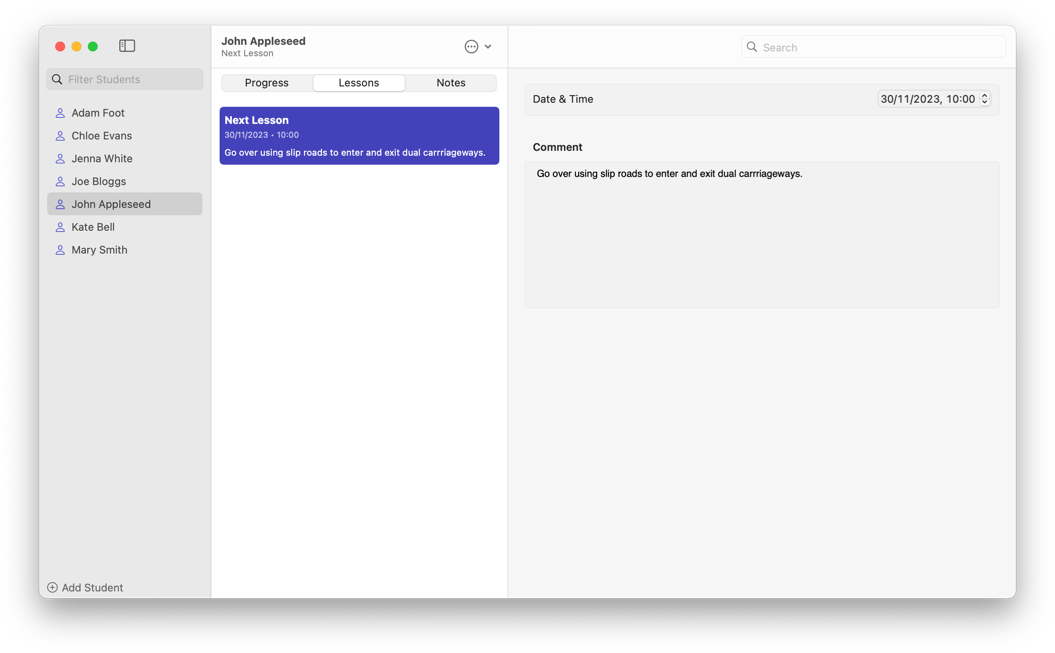 Filter Students
Adam Foot
Chloe Evans
Jenna White
Joe Bloggs
John Appleseed
Kate Bell
Mary Smith
Add Student
John Appleseed
Next Lesson
Progress
Lessons
Notes
Next Lesson
30/11/2023 • 10:00
Go over using slip roads to enter and exit dual carrriageways.
Search
Date & Time
30/11/2023, 10:00
Comment
Go over using slip roads to enter and exit dual carrriageways.